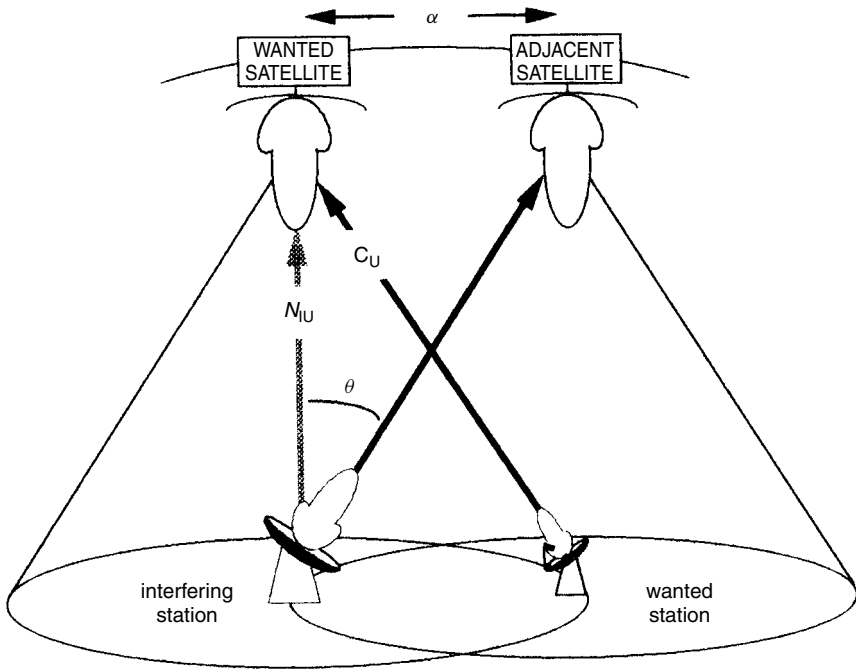 α
WANTED
SATELLITE
ADJACENT
SATELLITE
C_U
N_IU
θ
interfering
station
wanted
station